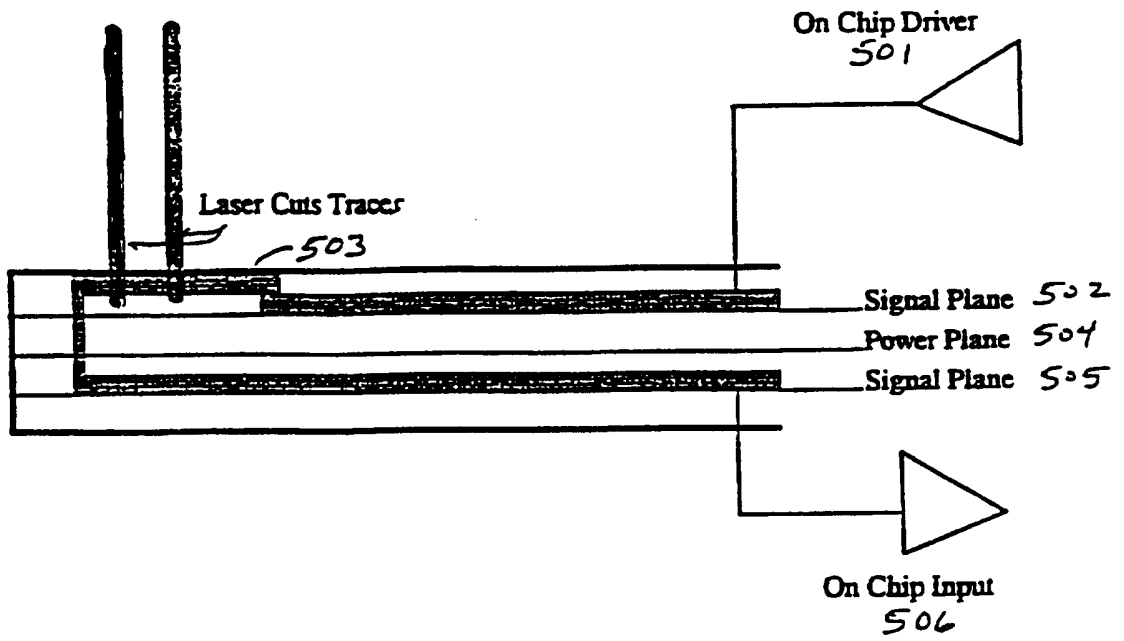 On Chip Driver
501
Laser Cuts Traces
503
Signal Plane 502
Power Plane 504
Signal Plane 505
On Chip Input
506